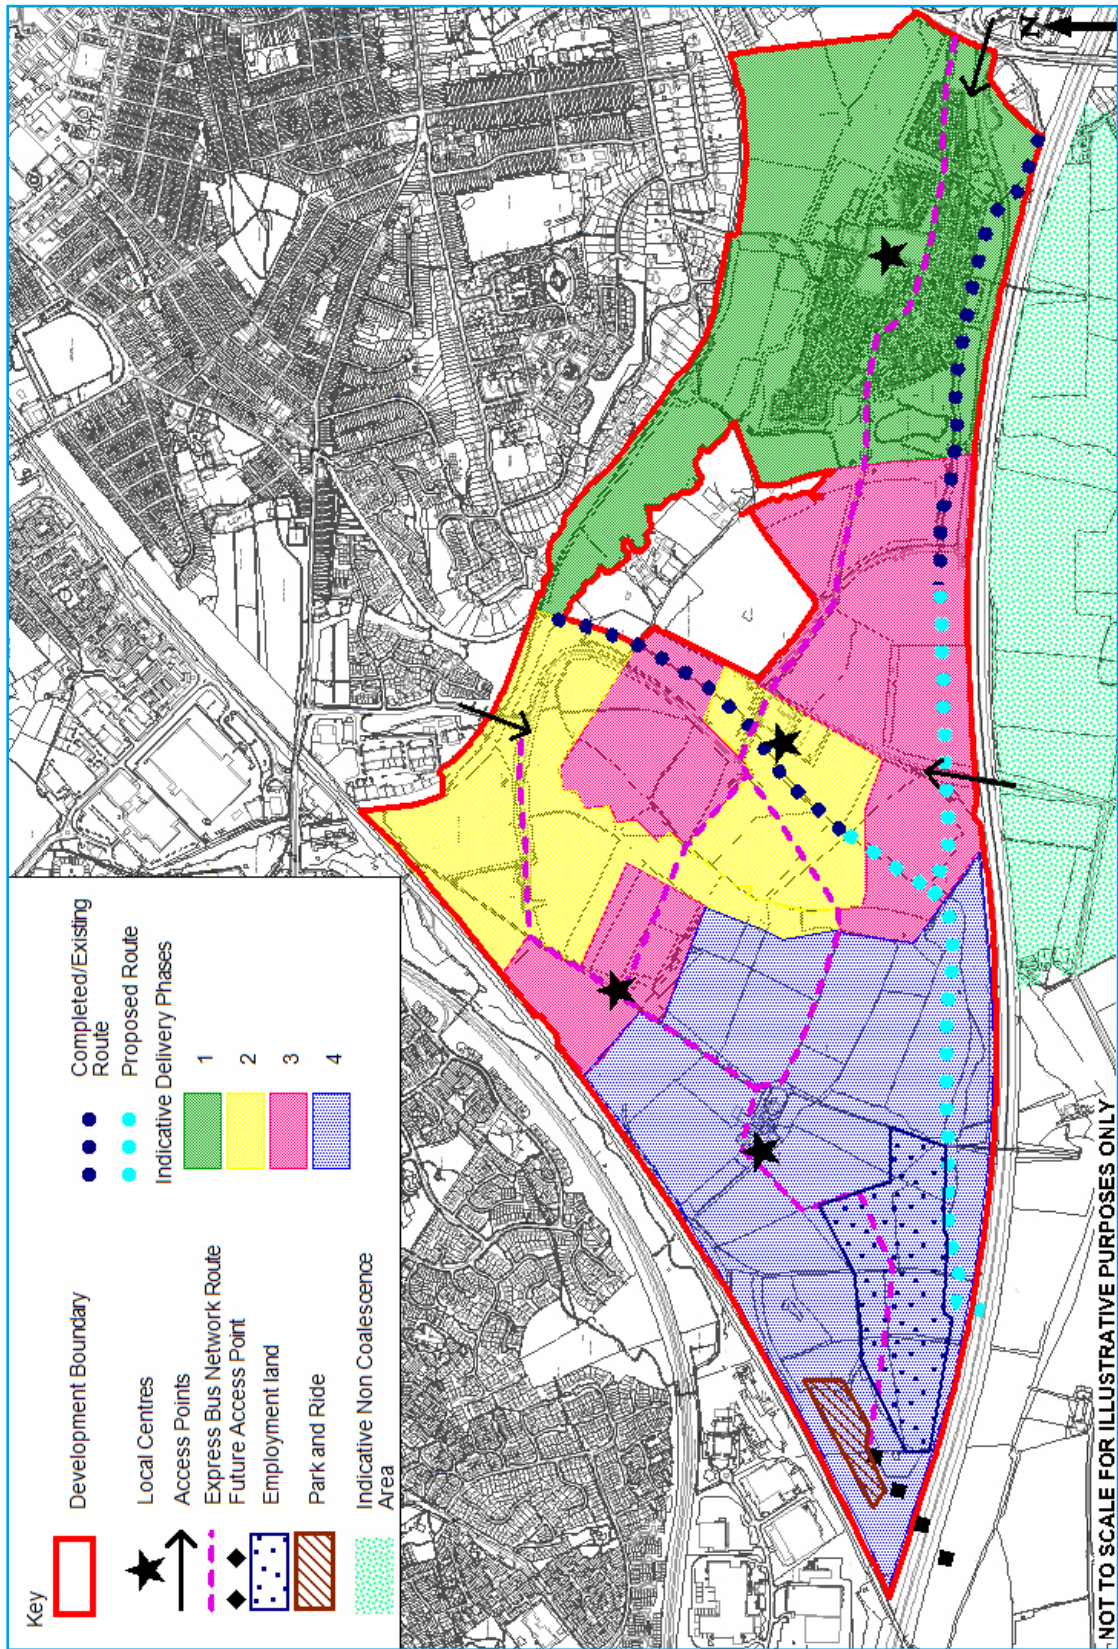 Key
Development Boundary
Local Centres
Access Points
Express Bus Network Route
Future Access Point
Employment land
Park and Ride
Indicative Non Coalescence
Area
Completed/Existing
Route
Proposed Route
Indicative Delivery Phases
1
2
3
4
N
NOT TO SCALE FOR ILLUSTRATIVE PURPOSES ONLY